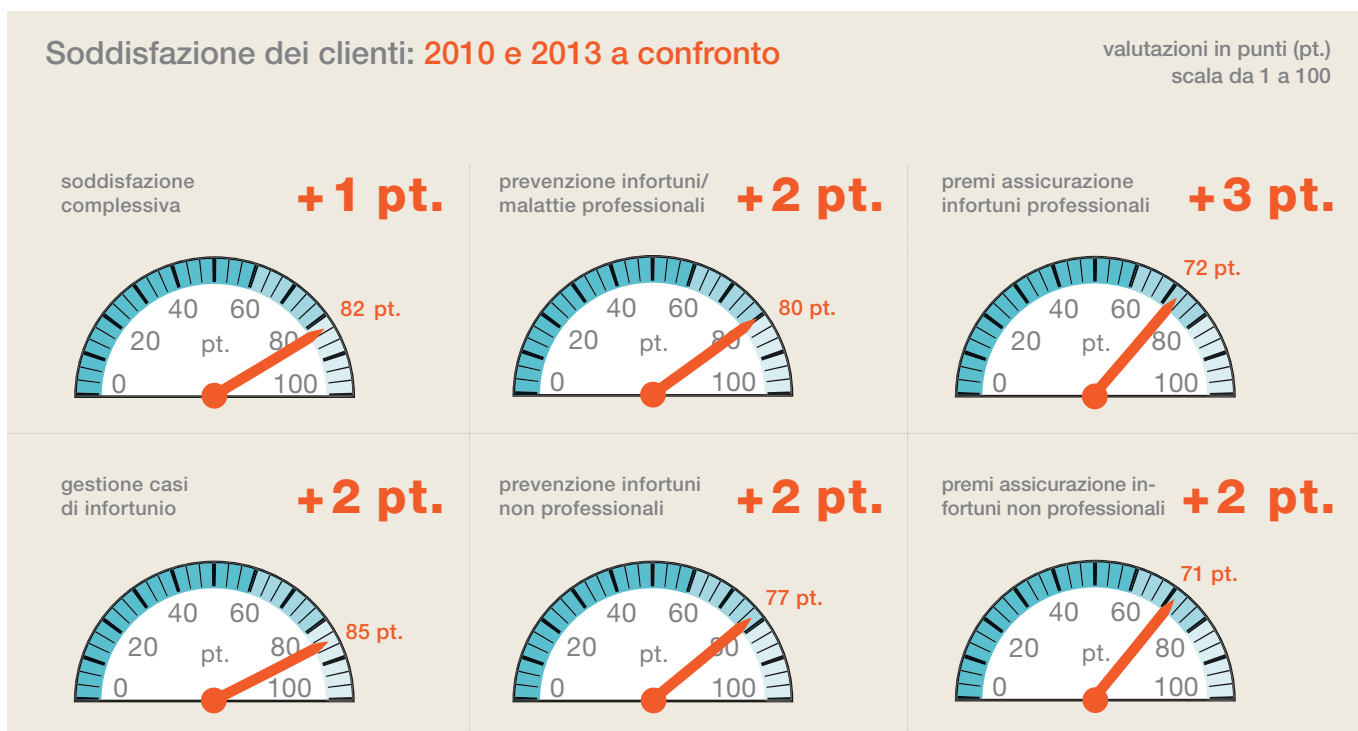 Soddisfazione dei clienti: 2010 e 2013 a confronto
valutazioni in punti (pt.)
scala da 1 a 100
soddisfazione
complessiva
+1 pt.
82 pt.
0
20
40
60
80
100
pt.
prevenzione infortuni/
malattie professionali
+2 pt.
80 pt.
0
20
40
60
80
100
pt.
premi assicurazione
infortuni professionali
+3 pt.
72 pt.
0
20
40
60
80
100
pt.
gestione casi
di infortunio
+2 pt.
85 pt.
0
20
40
60
80
100
pt.
prevenzione infortuni
non professionali
+2 pt.
77 pt.
0
20
40
60
80
100
pt.
premi assicurazione in-
fortuni non professionali
+2 pt.
71 pt.
0
20
40
60
80
100
pt.